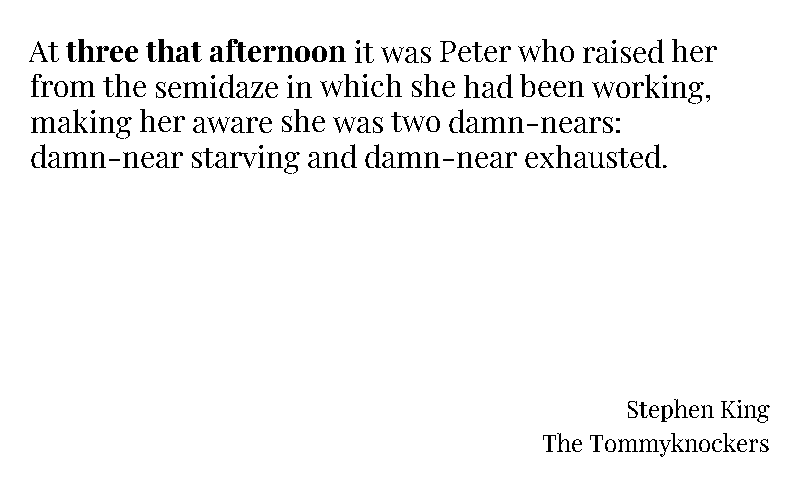 At three that afternoon it was Peter who raised her
from the semidaze in which she had been working,
making her aware she was two damn-nears:
damn-near starving and damn-near exhausted.
Stephen King
The Tommyknockers